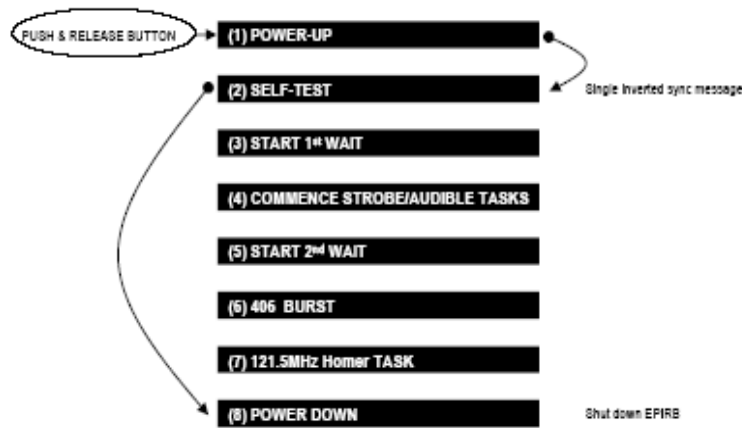 PUSH & RELEASE BUTTON
(1) POWER-UP
(2) SELF-TEST
Single Inverted sync message
(3) START 1st WAIT
(4) COMMENCE STROBE/AUDIBLE TASKS
(5) START 2nd WAIT
(6) 406 BURST
(7) 121.5MHz Homer TASK
(8) POWER DOWN
Shut down EPIRB